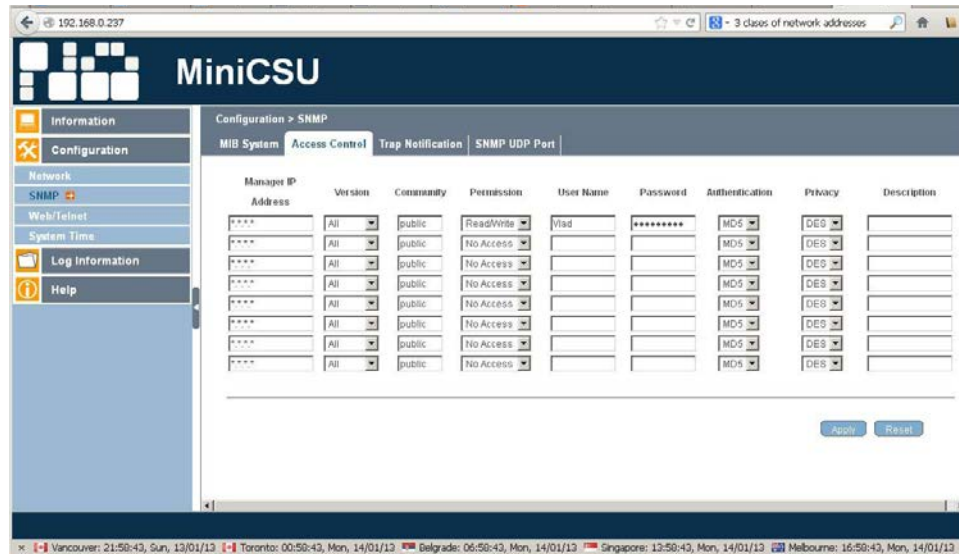 192.168.0.237
- 3 clases of network addresses
MiniCSU
Information
Configuration
Network
SNMP
Web/Telnet
System Time
Log Information
Help
Configuration > SNMP
MIB System Access Control Trap Notification SNMP UDP Port
Manager IP Address Version Community Permission User Name Password Authentication Privacy Description
*.*.*.* All public Read/Write Vlad ●●●●●●●●● MD5 DES
*.*.*.* All public No Access MD5 DES
*.*.*.* All public No Access MD5 DES
*.*.*.* All public No Access MD5 DES
*.*.*.* All public No Access MD5 DES
*.*.*.* All public No Access MD5 DES
*.*.*.* All public No Access MD5 DES
*.*.*.* All public No Access MD5 DES
Apply Reset
Vancouver: 21:58:43, Sun, 13/01/13 Toronto: 00:58:43, Mon, 14/01/13 Belgrade: 06:58:43, Mon, 14/01/13 Singapore: 13:58:43, Mon, 14/01/13 Melbourne: 16:58:43, Mon, 14/01/13